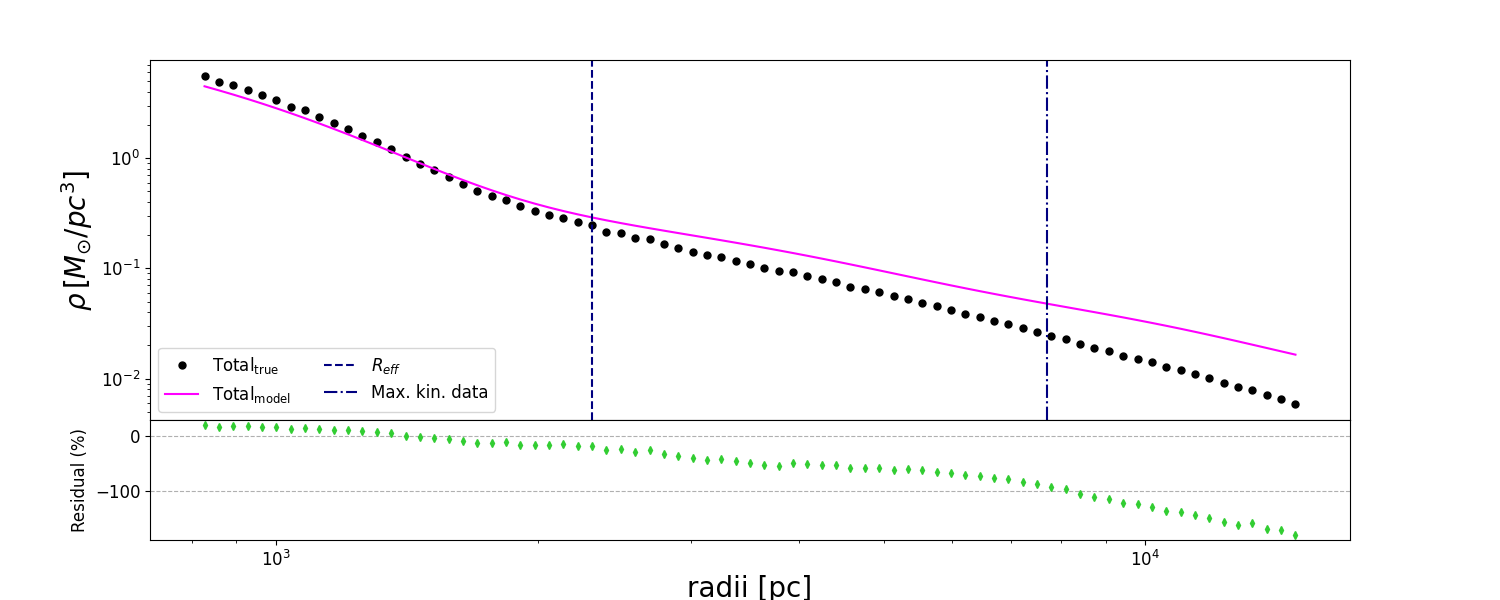 ρ [M⊙/pc³]
10⁰
10⁻¹
10⁻²
Total_true
Total_model
R_eff
Max. kin. data
Residual (%)
0
−100
10³
10⁴
radii [pc]